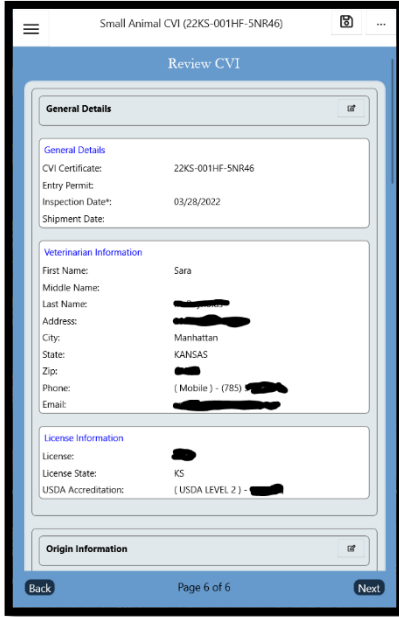 Small Animal CVI (22KS-001HF-5NR46)
...
Review CVI
General Details
General Details
CVI Certificate: 22KS-001HF-5NR46
Entry Permit:
Inspection Date*: 03/28/2022
Shipment Date:
Veterinarian Information
First Name: Sara
Middle Name:
Last Name:
Address:
City: Manhattan
State: KANSAS
Zip:
Phone: ( Mobile ) - (785)
Email:
License Information
License:
License State: KS
USDA Accreditation: ( USDA LEVEL 2 ) -
Origin Information
Back Page 6 of 6 Next